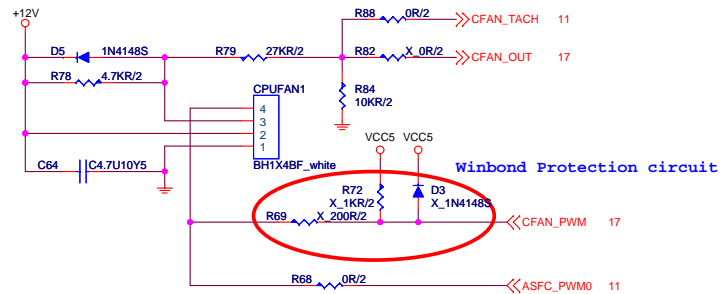 +12V
R88 0R/2 CFAN_TACH 11
D5 1N4148S
R79 27KR/2 R82 X_0R/2 CFAN_OUT 17
R78 4.7KR/2
CPUFAN1
R84
10KR/2
4
3
2
1
VCC5 VCC5
C64 C4.7U10Y5
BH1X4BF_white
Winbond Protection circuit
R72
X_1KR/2
D3
X_1N4148S
R69 X_200R/2 CFAN_PWM 17
R68 0R/2 ASFC_PWM0 11